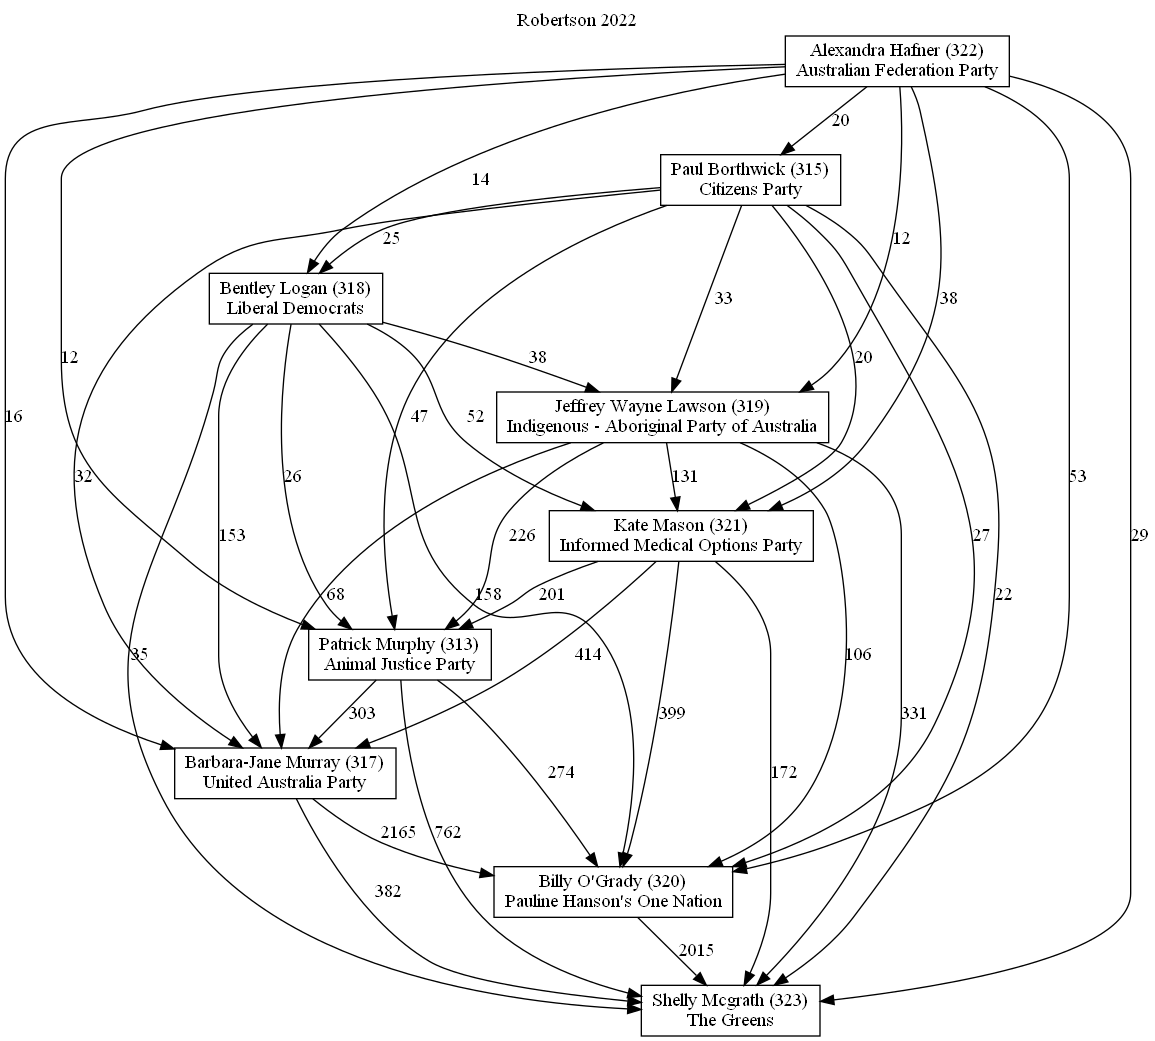 Robertson 2022
Alexandra Hafner (322)
Australian Federation Party
20
Paul Borthwick (315)
Citizens Party
14
25
12
Bentley Logan (318)
Liberal Democrats
33
38
12
38
20
Jeffrey Wayne Lawson (319)
Indigenous - Aboriginal Party of Australia
16
47
52
32
26
131
53
Kate Mason (321)
Informed Medical Options Party
153
226
27
29
68
158
201
22
Patrick Murphy (313)
Animal Justice Party
35
414
106
303
399
331
Barbara-Jane Murray (317)
United Australia Party
274
172
2165
762
Billy O'Grady (320)
Pauline Hanson's One Nation
382
2015
Shelly Mcgrath (323)
The Greens